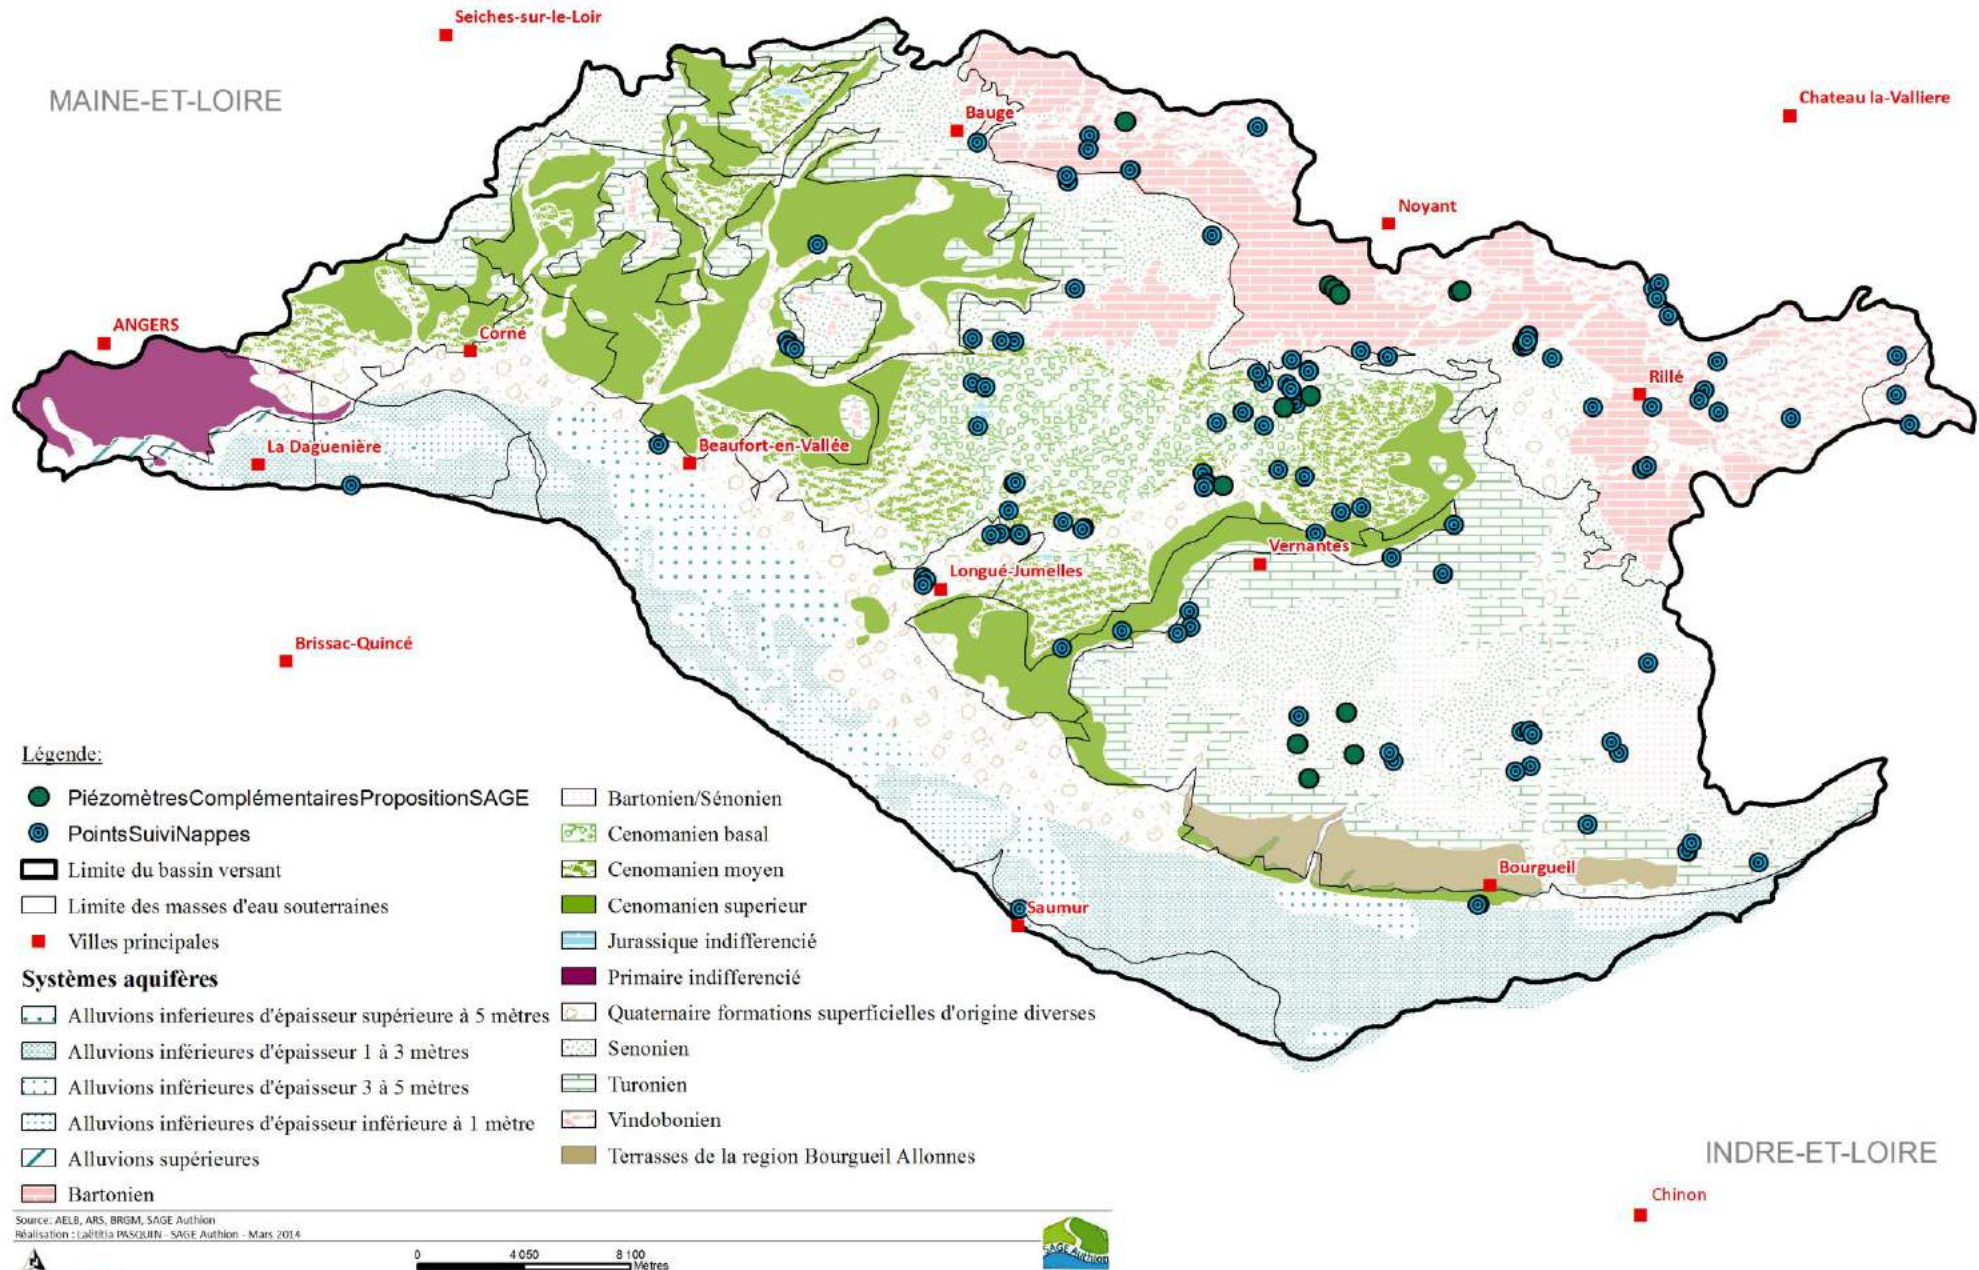 Seiches-sur-le-Loir
MAINE-ET-LOIRE
Chateau la-Valliere
Bauge
Noyant
ANGERS
Corné
Rillé
La Daguenière
Beaufort-en-Vallée
Vernantes
Longué-Jumelles
Brissac-Quincé
Bourgueil
Saumur
Légende:
PiézomètresComplémentairesPropositionSAGE
PointsSuiviNappes
Limite du bassin versant
Limite des masses d'eau souterraines
Villes principales
Systèmes aquifères
Alluvions inferieures d'épaisseur supérieure à 5 mètres
Alluvions inférieures d'épaisseur 1 à 3 mètres
Alluvions inférieures d'épaisseur 3 à 5 mètres
Alluvions inférieures d'épaisseur inférieure à 1 mètre
Alluvions supérieures
Bartonien
Bartonien/Sénonien
Cenomanien basal
Cenomanien moyen
Cenomanien superieur
Jurassique indifferencié
Primaire indifferencié
Quaternaire formations superficielles d'origine diverses
Senonien
Turonien
Vindobonien
Terrasses de la region Bourgueil Allonnes
INDRE-ET-LOIRE
Chinon
Source: AELB, ARS, BRGM, SAGE Authion
Réalisation : Laëtitia PASQUIN - SAGE Authion - Mars 2014
0 4 050 8 100
Mètres
SAGE Authion